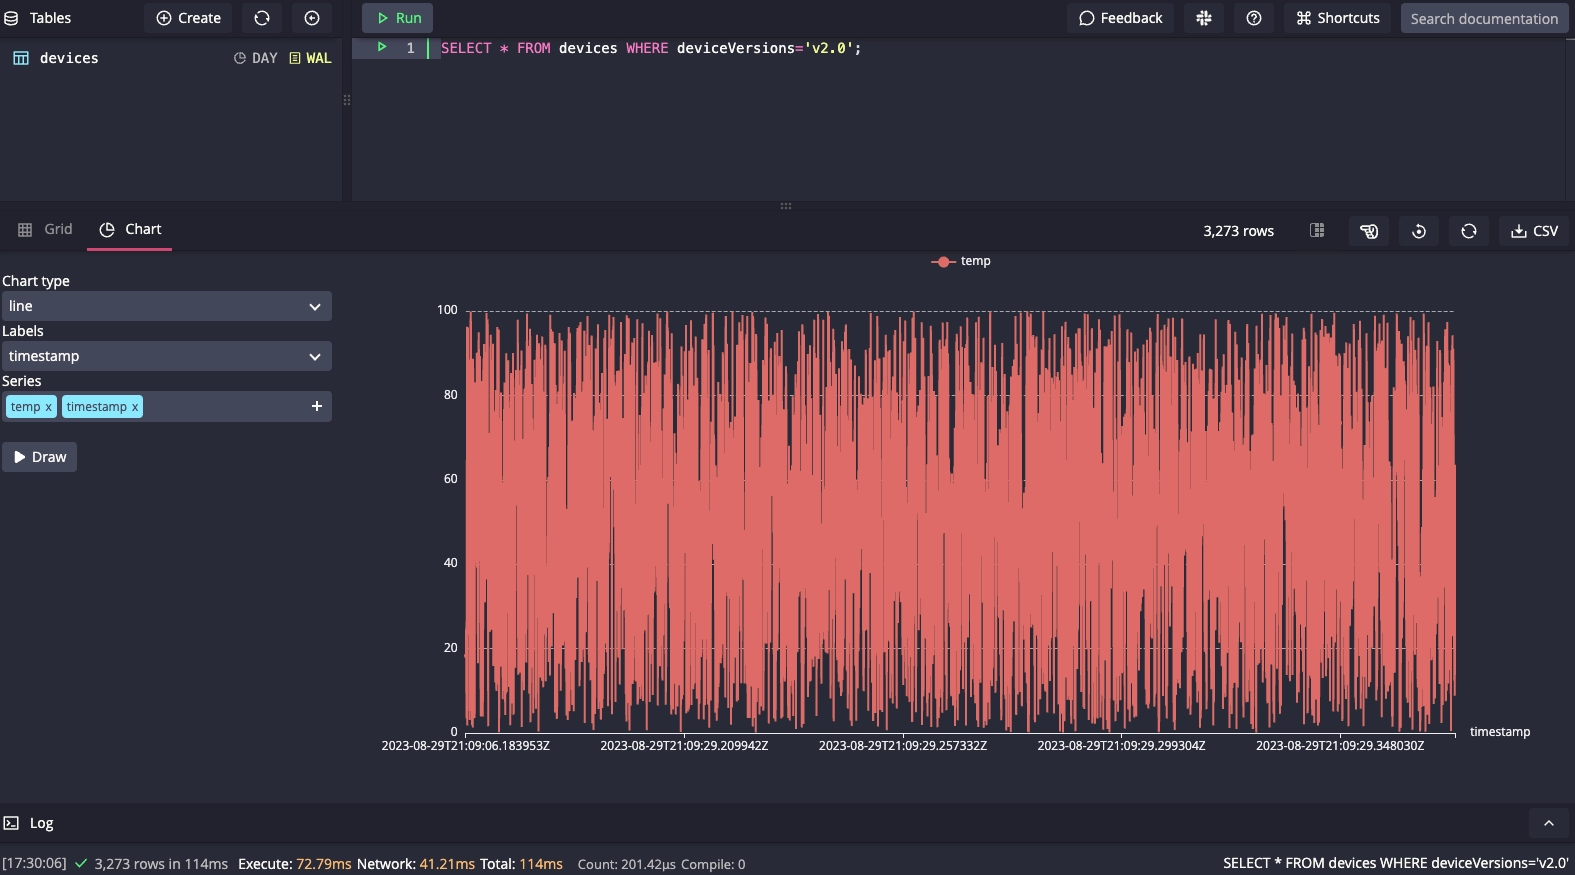 Tables
Create
Run
Feedback
Shortcuts
Search documentation
devices
DAY
WAL
1
SELECT * FROM devices WHERE deviceVersions='v2.0';
Grid
Chart
3,273 rows
CSV
Chart type
line
Labels
timestamp
Series
temp x
timestamp x
+
Draw
temp
100
80
60
40
20
0
2023-08-29T21:09:06.183953Z
2023-08-29T21:09:29.209942Z
2023-08-29T21:09:29.257332Z
2023-08-29T21:09:29.299304Z
2023-08-29T21:09:29.348030Z
timestamp
Log
[17:30:06] 3,273 rows in 114ms Execute: 72.79ms Network: 41.21ms Total: 114ms Count: 201.42μs Compile: 0
SELECT * FROM devices WHERE deviceVersions='v2.0'